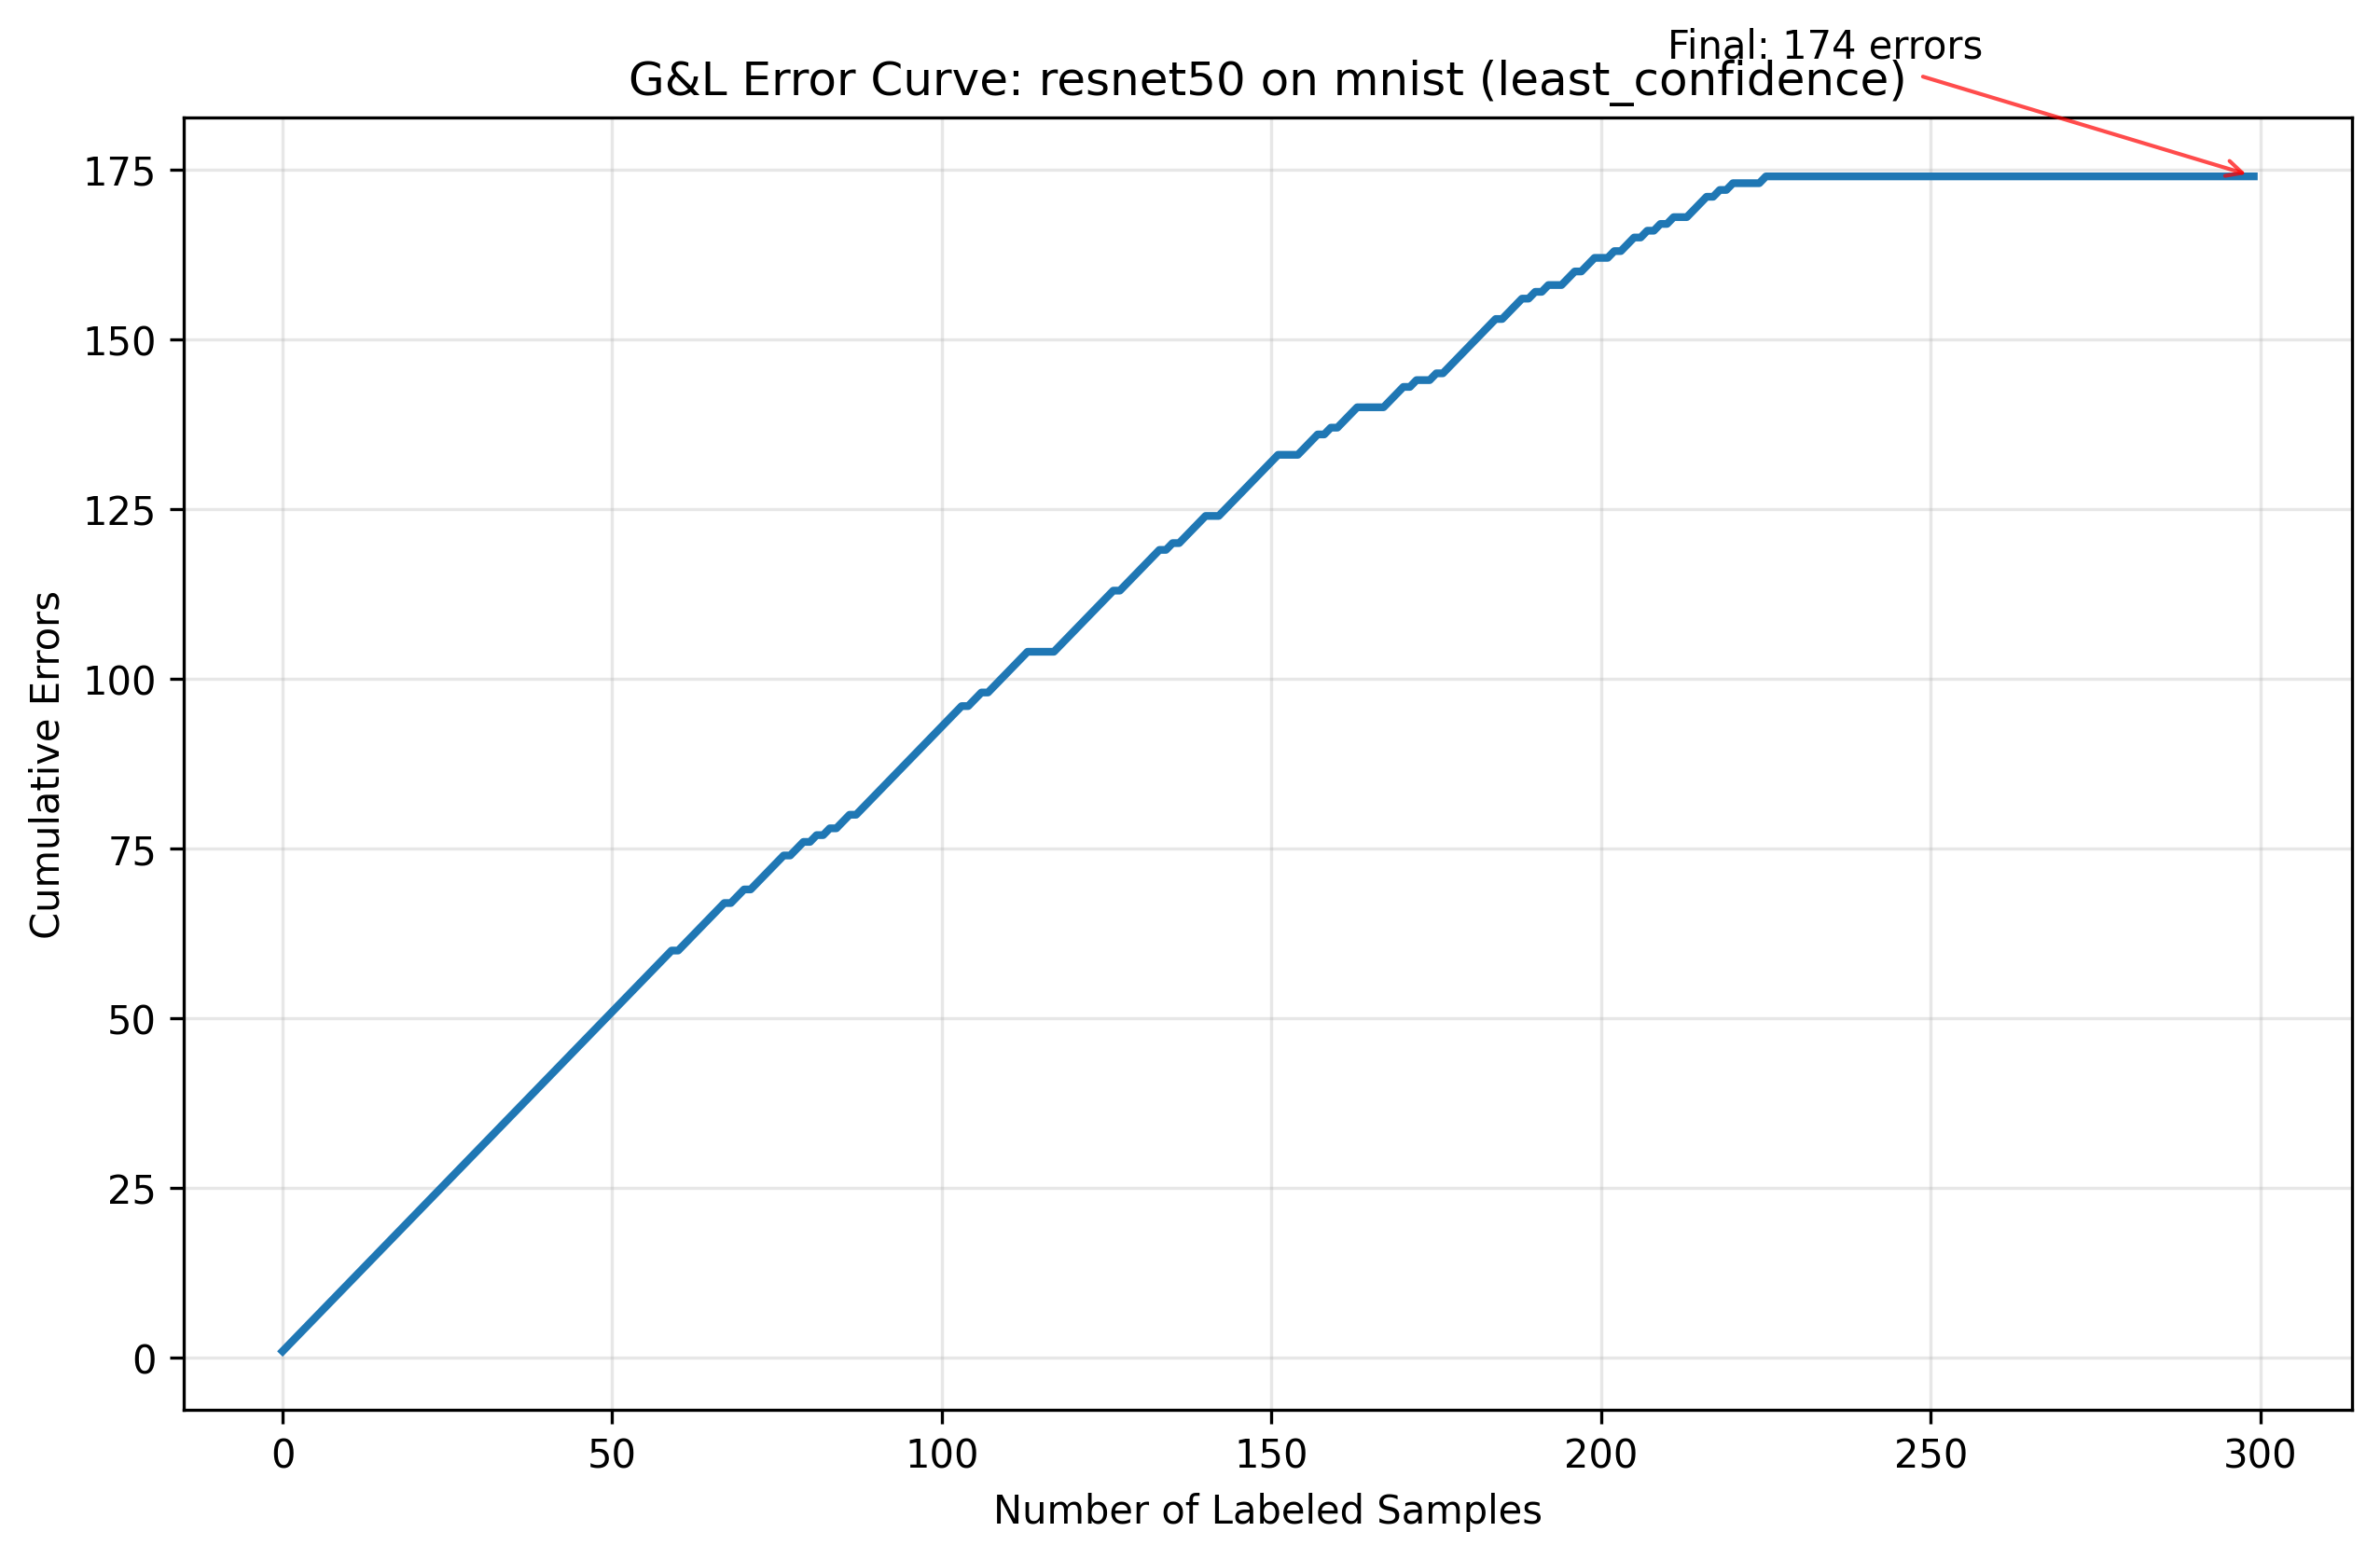 Final: 174 errors
G&L Error Curve: resnet50 on mnist (least_confidence)
175
150
125
100
75
50
25
0
Cumulative Errors
0 50 100 150 200 250 300
Number of Labeled Samples